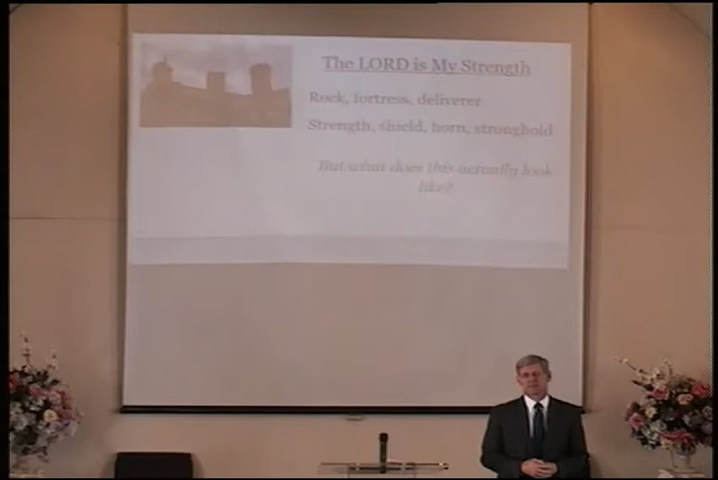 The LORD is My Strength
Rock, fortress, deliverer
Strength, shield, horn, stronghold
But what does this actually look
like?